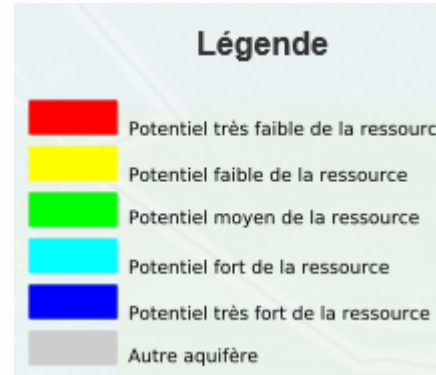 Légende
Potentiel très faible de la ressourc
Potentiel faible de la ressource
Potentiel moyen de la ressource
Potentiel fort de la ressource
Potentiel très fort de la ressource
Autre aquifère